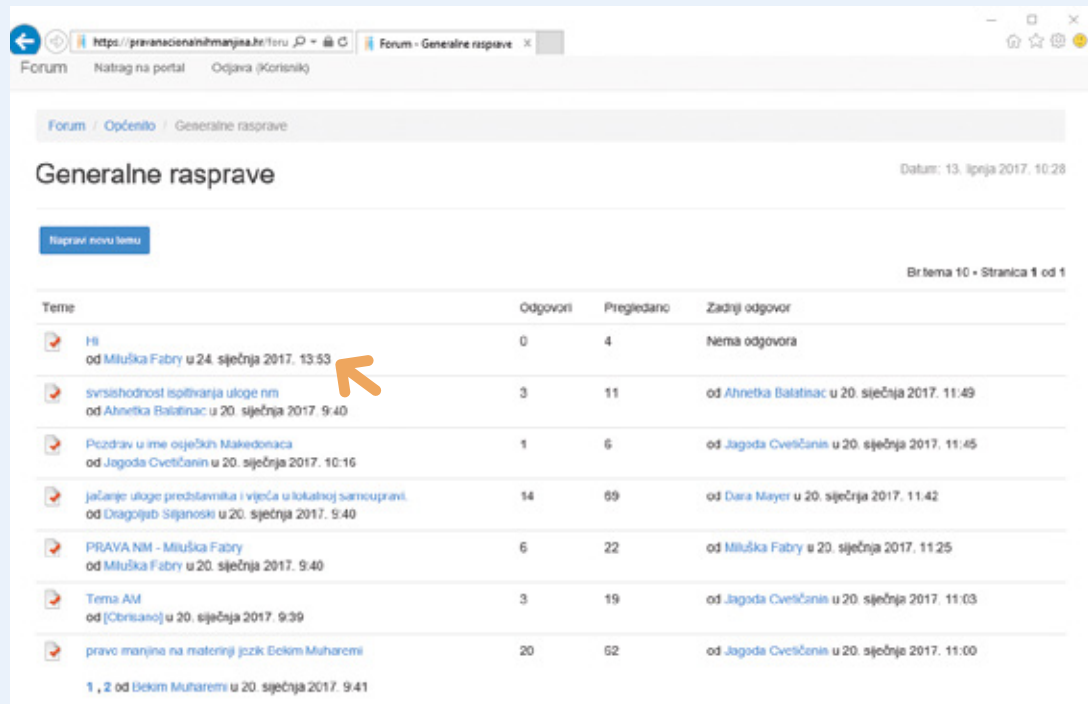 https://pravanacionalnihmanjina.hr/foru
Forum - Generalne rasprave
Forum Natrag na portal Odjava (Korisnik)
Forum / Općenito / Generalne rasprave
Generalne rasprave
Datum: 13. lipnja 2017. 10:28
Napravi novu temu
Br.tema 10 • Stranica 1 od 1
Teme Odgovori Pregledano Zadnji odgovor
Hi 0 4 Nema odgovora
od Miluška Fabry u 24. siječnja 2017. 13:53
svrsishodnost ispitivanja uloge nm 3 11 od Ahnetka Balatinac u 20. siječnja 2017. 11:49
od Ahnetka Balatinac u 20. siječnja 2017. 9:40
Pozdrav u ime osječkih Makedonaca 1 6 od Jagoda Cvetičanin u 20. siječnja 2017. 11:45
od Jagoda Cvetičanin u 20. siječnja 2017. 10:16
jačanje uloge predstavnika i vijeća u lokalnoj samoupravi. 14 69 od Dara Mayer u 20. siječnja 2017. 11:42
od Dragoljub Siljanoski u 20. siječnja 2017. 9:40
PRAVA NM - Miluška Fabry 6 22 od Miluška Fabry u 20. siječnja 2017. 11:25
od Miluška Fabry u 20. siječnja 2017. 9:40
Tema AM 3 19 od Jagoda Cvetičanin u 20. siječnja 2017. 11:03
od [Obrisano] u 20. siječnja 2017. 9:39
pravo manjina na materinji jezik Bekim Muharemi 20 62 od Jagoda Cvetičanin u 20. siječnja 2017. 11:00
1 , 2 od Bekim Muharemi u 20. siječnja 2017. 9:41